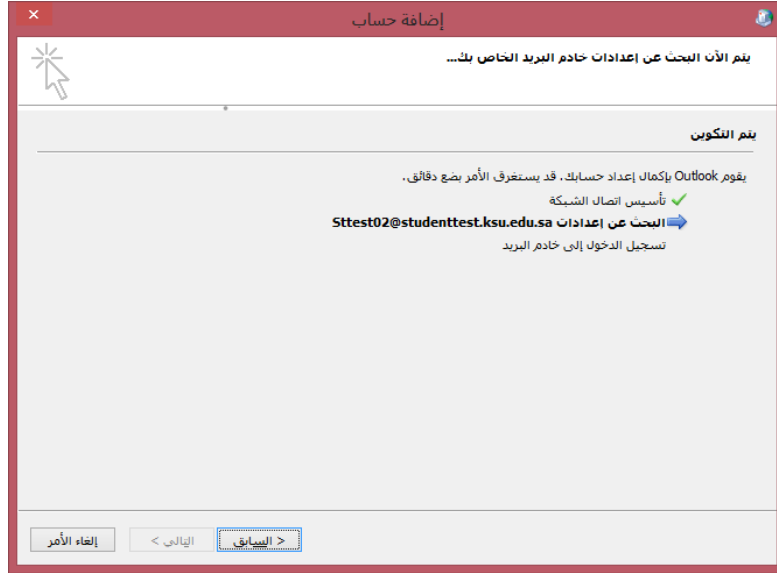 إضافة حساب
يتم الآن البحث عن إعدادات خادم البريد الخاص بك...
يتم التكوين
يقوم Outlook بإكمال إعداد حسابك. قد يستغرق الأمر بضع دقائق.
تأسيس اتصال الشبكة
البحث عن إعدادات Sttest02@studenttest.ksu.edu.sa
تسجيل الدخول إلى خادم البريد
< السابق
التالي >
إلغاء الأمر